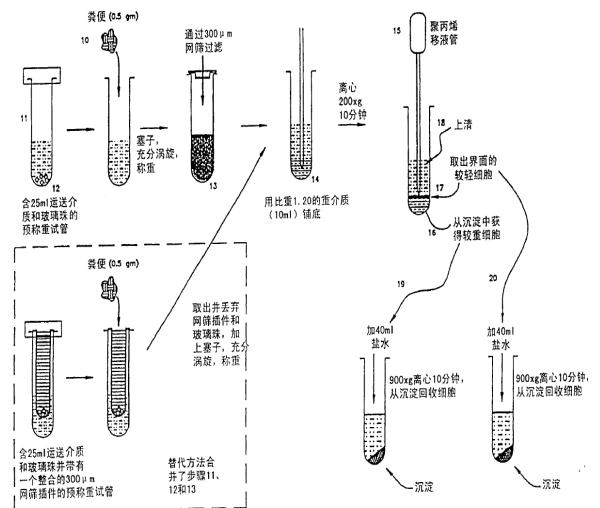 粪便 (0.5 gm)
10
11
12
含25ml运送介
质和玻璃珠的
预称重试管
塞子,
充分涡旋,
称重
通过300μm
网筛过滤
13
14
用比重1.20的重介质
(10ml) 铺底
离心
200xg
10分钟
15
聚丙烯
移液管
18
上清
取出界面的
较轻细胞
17
16
从沉淀中获
得较重细胞
粪便 (0.5 gm)
取出并丢弃
网筛插件和
玻璃珠, 加
上塞子, 充分
涡旋, 称重
含25ml运送介质
和玻璃珠并带有
一个整合的300μm
网筛插件的预称重试管
替代方法合
并了步骤11、
12和13
19
20
加40ml
盐水
900xg离心10分钟,
从沉淀回收细胞
沉淀
加40ml
盐水
900xg离心10分钟,
从沉淀回收细胞
沉淀